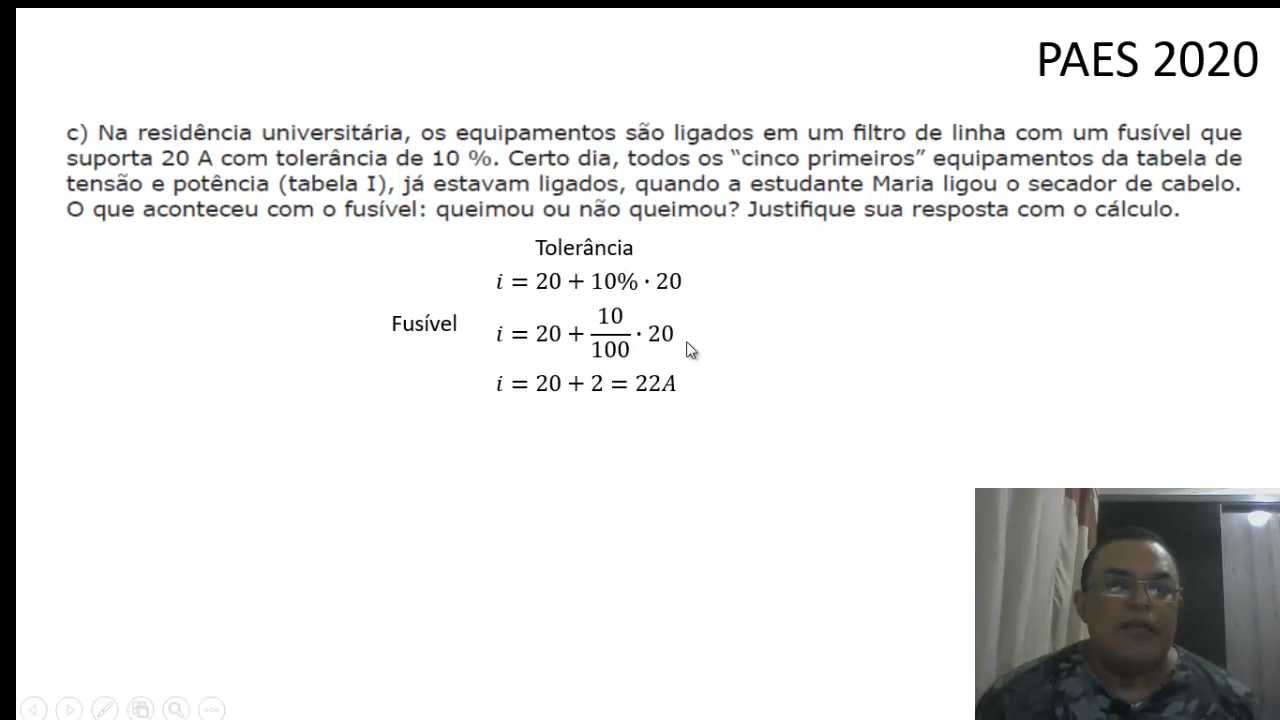 PAES 2020
c) Na residência universitária, os equipamentos são ligados em um filtro de linha com um fusível que
suporta 20 A com tolerância de 10 %. Certo dia, todos os “cinco primeiros” equipamentos da tabela de
tensão e potência (tabela I), já estavam ligados, quando a estudante Maria ligou o secador de cabelo.
O que aconteceu com o fusível: queimou ou não queimou? Justifique sua resposta com o cálculo.
Tolerância
i = 20 + 10% · 20
Fusível
i = 20 + 10/100 · 20
i = 20 + 2 = 22A